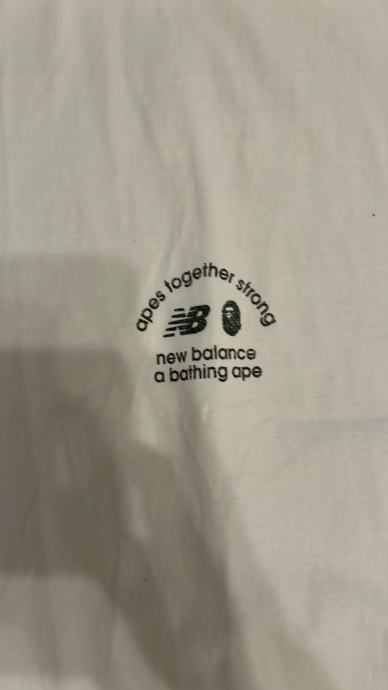 apes together strong
NB
new balance
a bathing ape